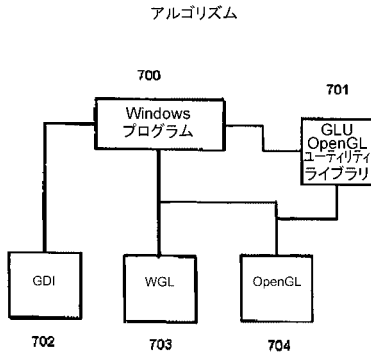 アルゴリズム
700
701
Windows
プログラム
GLU
OpenGL
ユーティリティ
ライブラリ
GDI
WGL
OpenGL
702
703
704